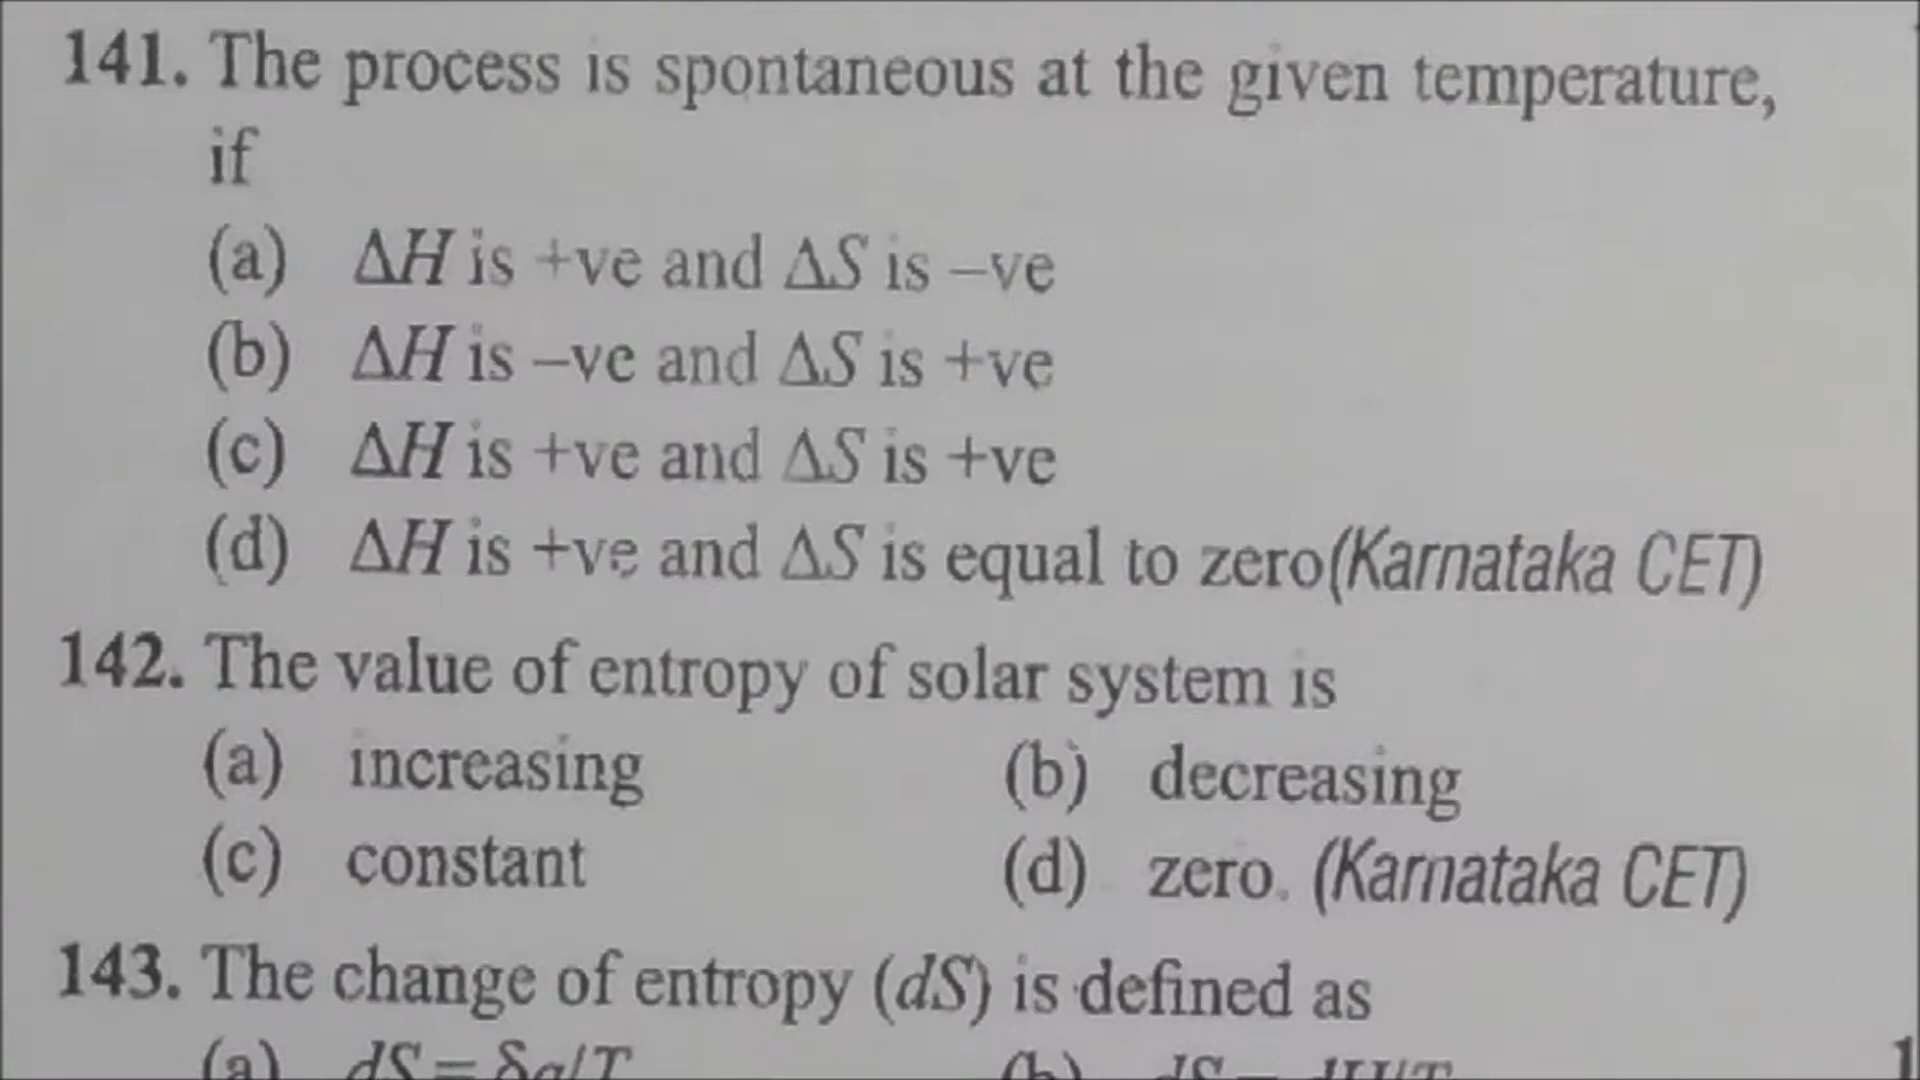 141. The process is spontaneous at the given temperature,
if
(a) ΔH is +ve and ΔS is –ve
(b) ΔH is –ve and ΔS is +ve
(c) ΔH is +ve and ΔS is +ve
(d) ΔH is +ve and ΔS is equal to zero(Karnataka CET)
142. The value of entropy of solar system is
(a) increasing (b) decreasing
(c) constant (d) zero. (Karnataka CET)
143. The change of entropy (dS) is defined as
(a) dS = δq/T (b) dS =